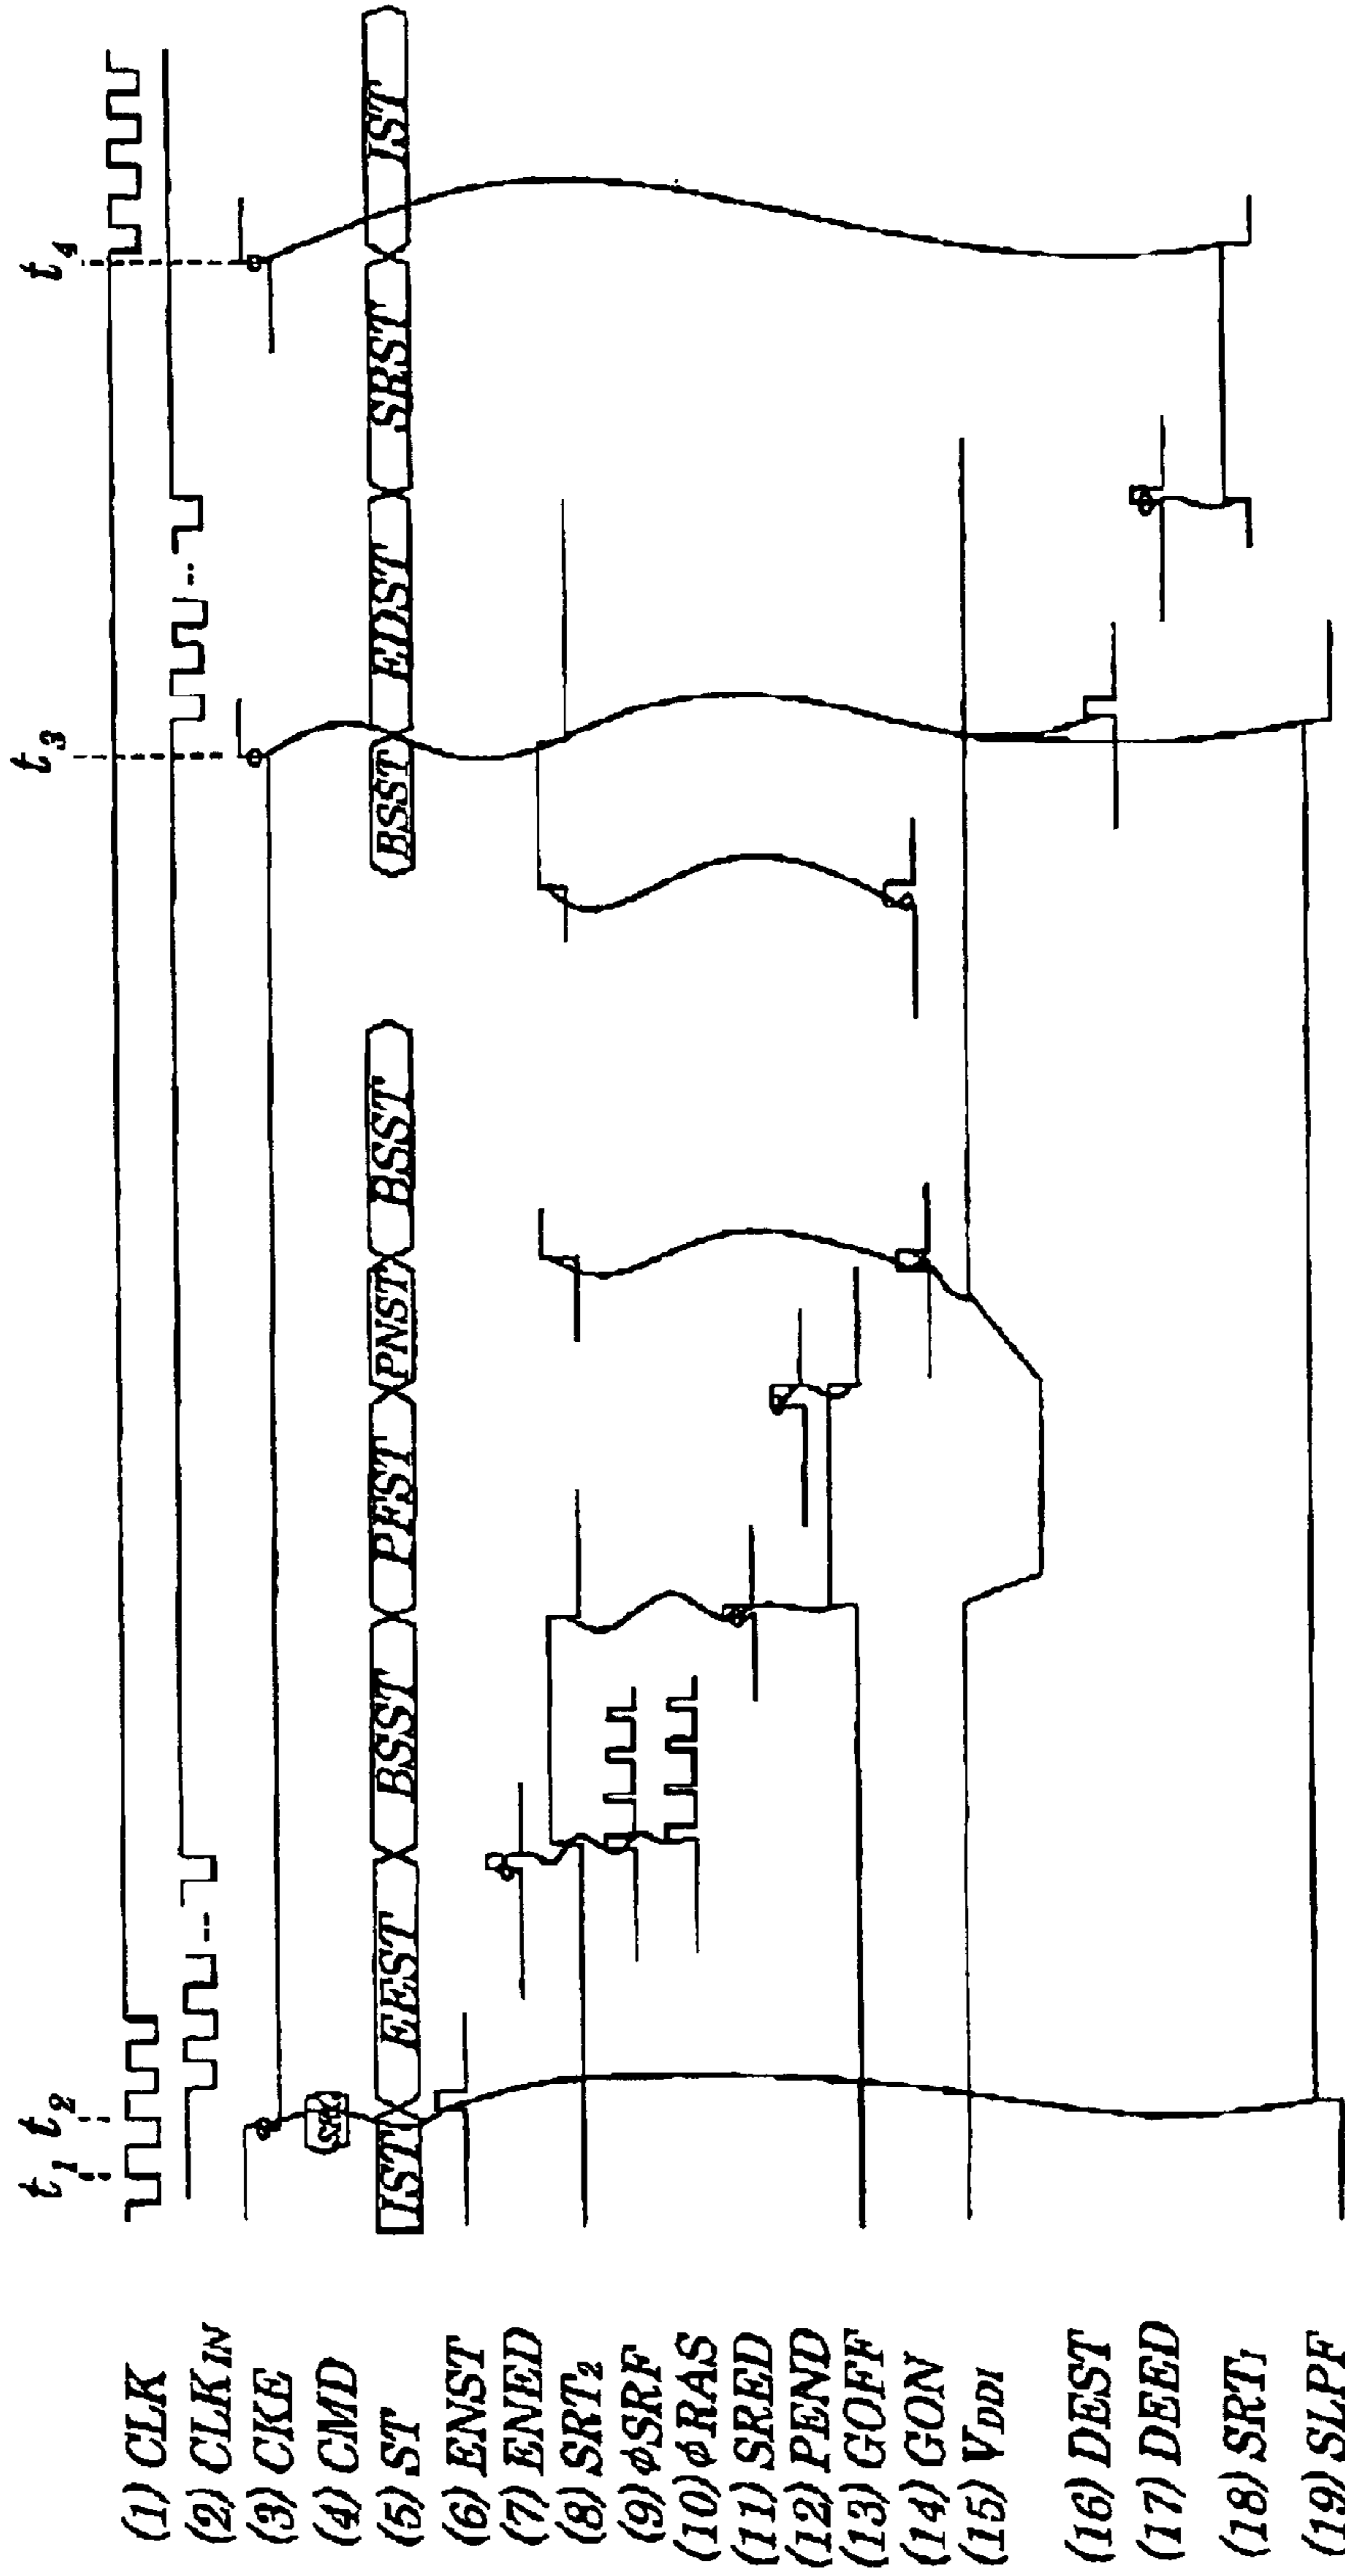 t1 t2 t3 t4
(1) CLK
(2) CLKIN
(3) CKE
(4) CMD
(5) ST IST EEST BSST PEST PNST BSST BSST EDST SRST IST
(6) ENST
(7) ENED
(8) SRT2
(9) φSRF
(10) φRAS
(11) SRED
(12) PEND
(13) GOFF
(14) GON
(15) VDDI
(16) DEST
(17) DEED
(18) SRT1
(19) SLPF